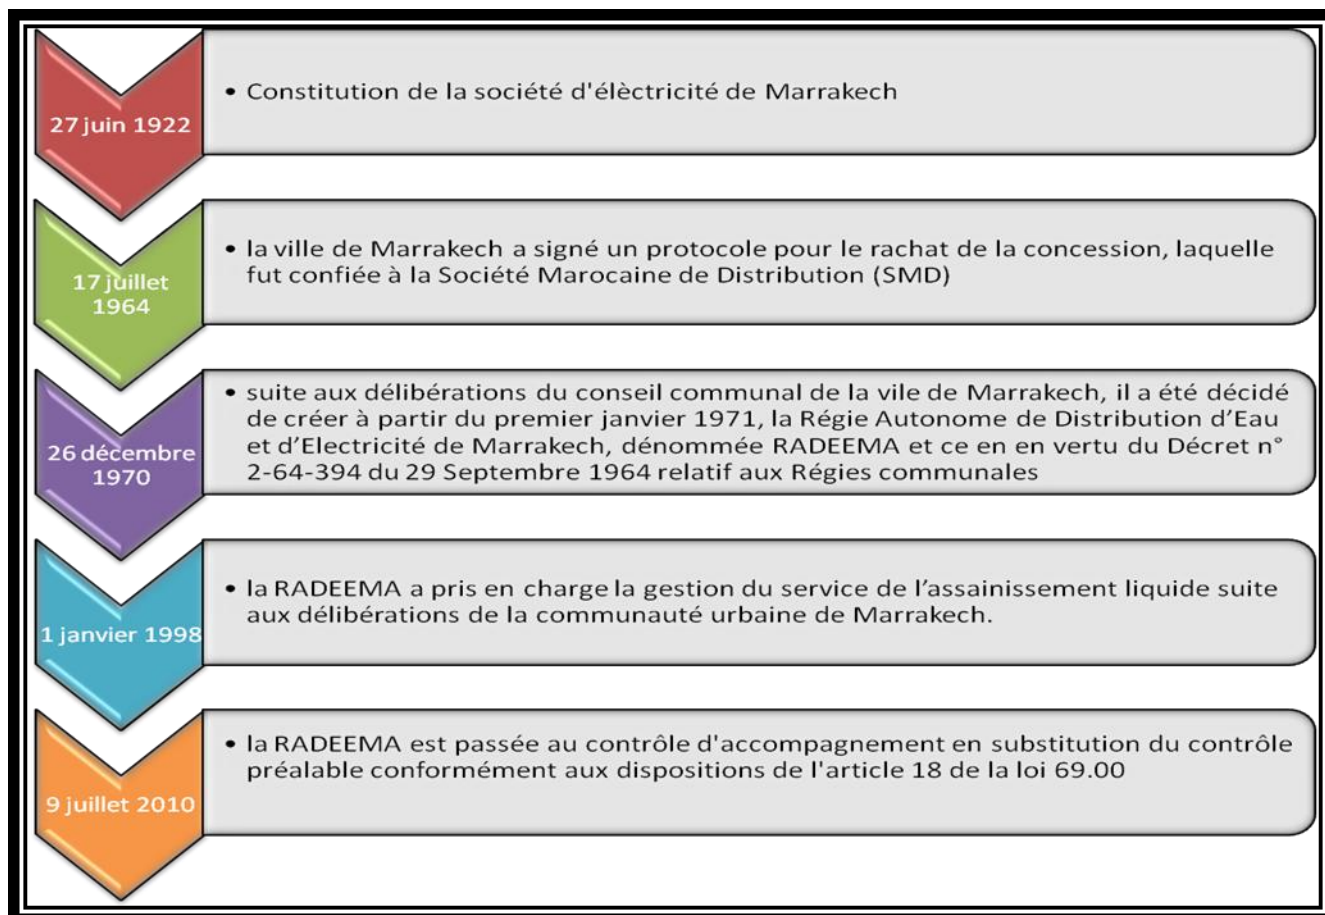 27 juin 1922
• Constitution de la société d'élèctricité de Marrakech
17 juillet
1964
• la ville de Marrakech a signé un protocole pour le rachat de la concession, laquelle
fut confiée à la Société Marocaine de Distribution (SMD)
26 décembre
1970
• suite aux délibérations du conseil communal de la vile de Marrakech, il a été décidé
de créer à partir du premier janvier 1971, la Régie Autonome de Distribution d’Eau
et d’Electricité de Marrakech, dénommée RADEEMA et ce en en vertu du Décret n°
2-64-394 du 29 Septembre 1964 relatif aux Régies communales
1 janvier 1998
• la RADEEMA a pris en charge la gestion du service de l’assainissement liquide suite
aux délibérations de la communauté urbaine de Marrakech.
9 juillet 2010
• la RADEEMA est passée au contrôle d'accompagnement en substitution du contrôle
préalable conformément aux dispositions de l'article 18 de la loi 69.00